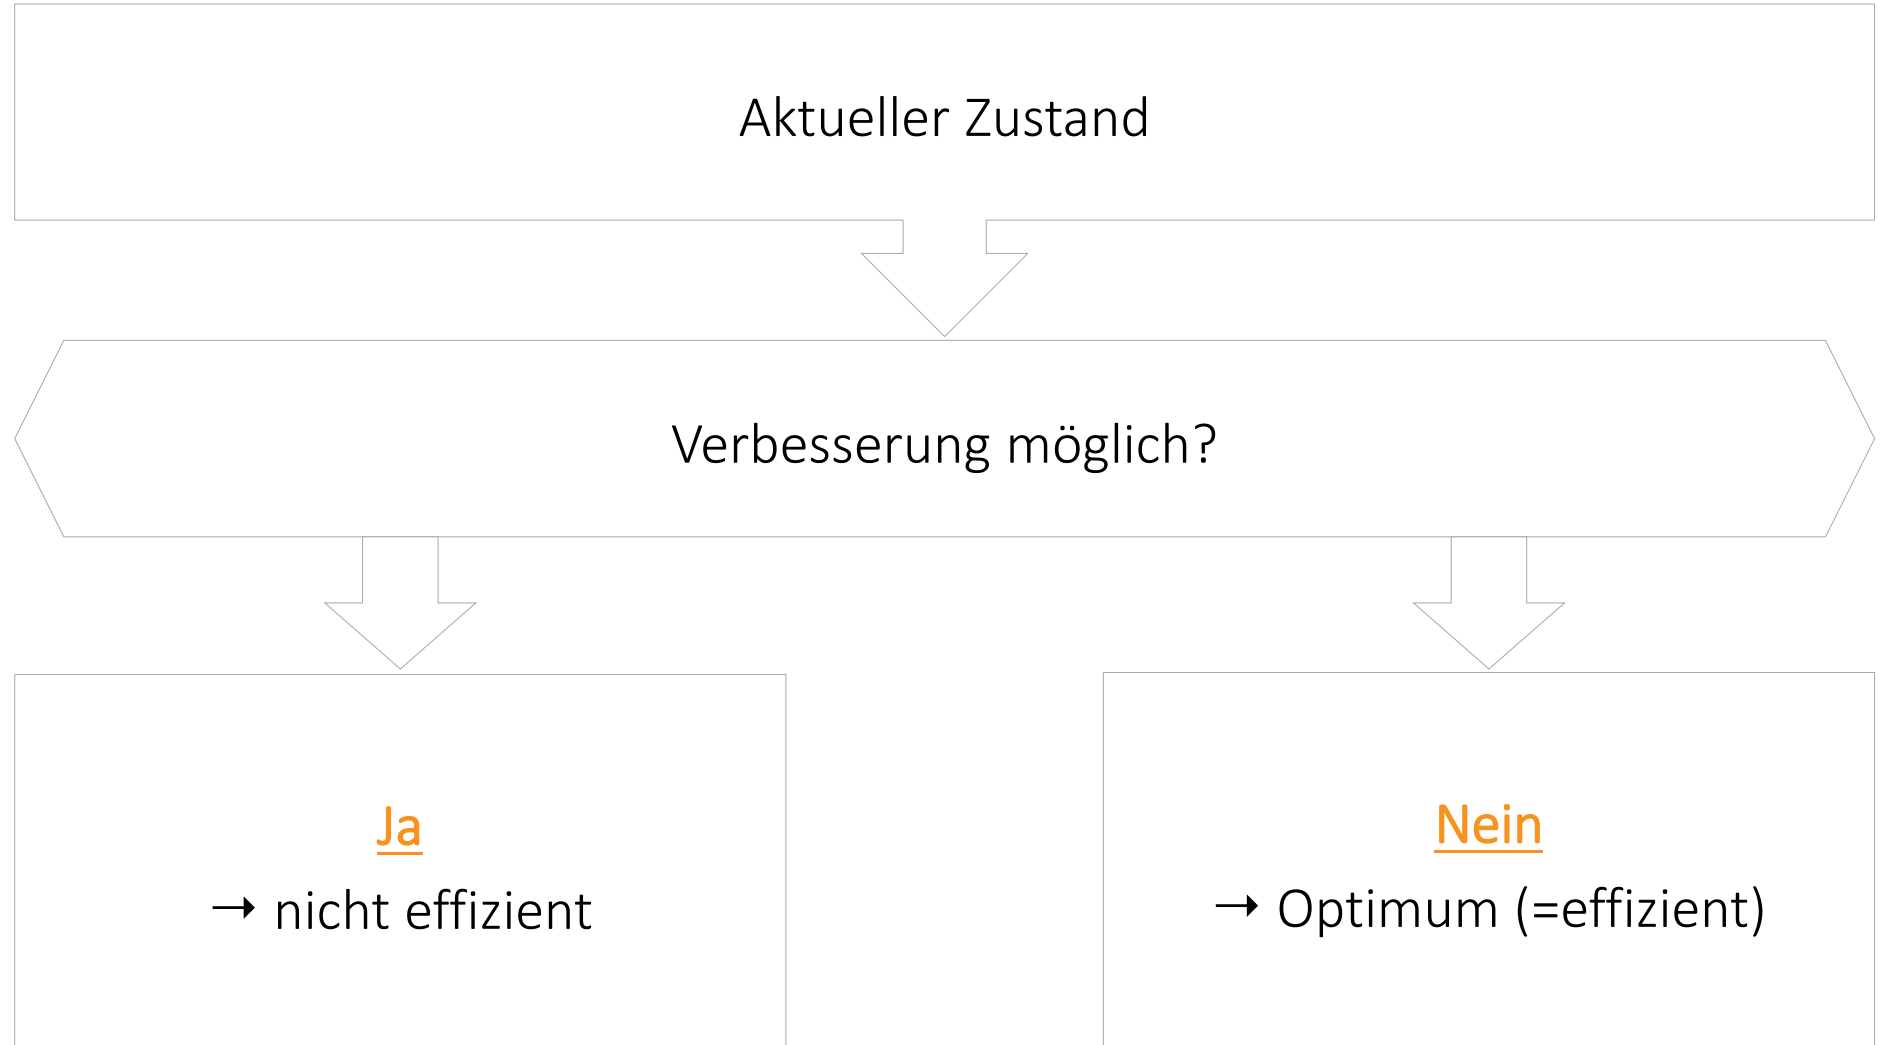 Aktueller Zustand
Verbesserung möglich?
Ja
→ nicht effizient
Nein
→ Optimum (=effizient)